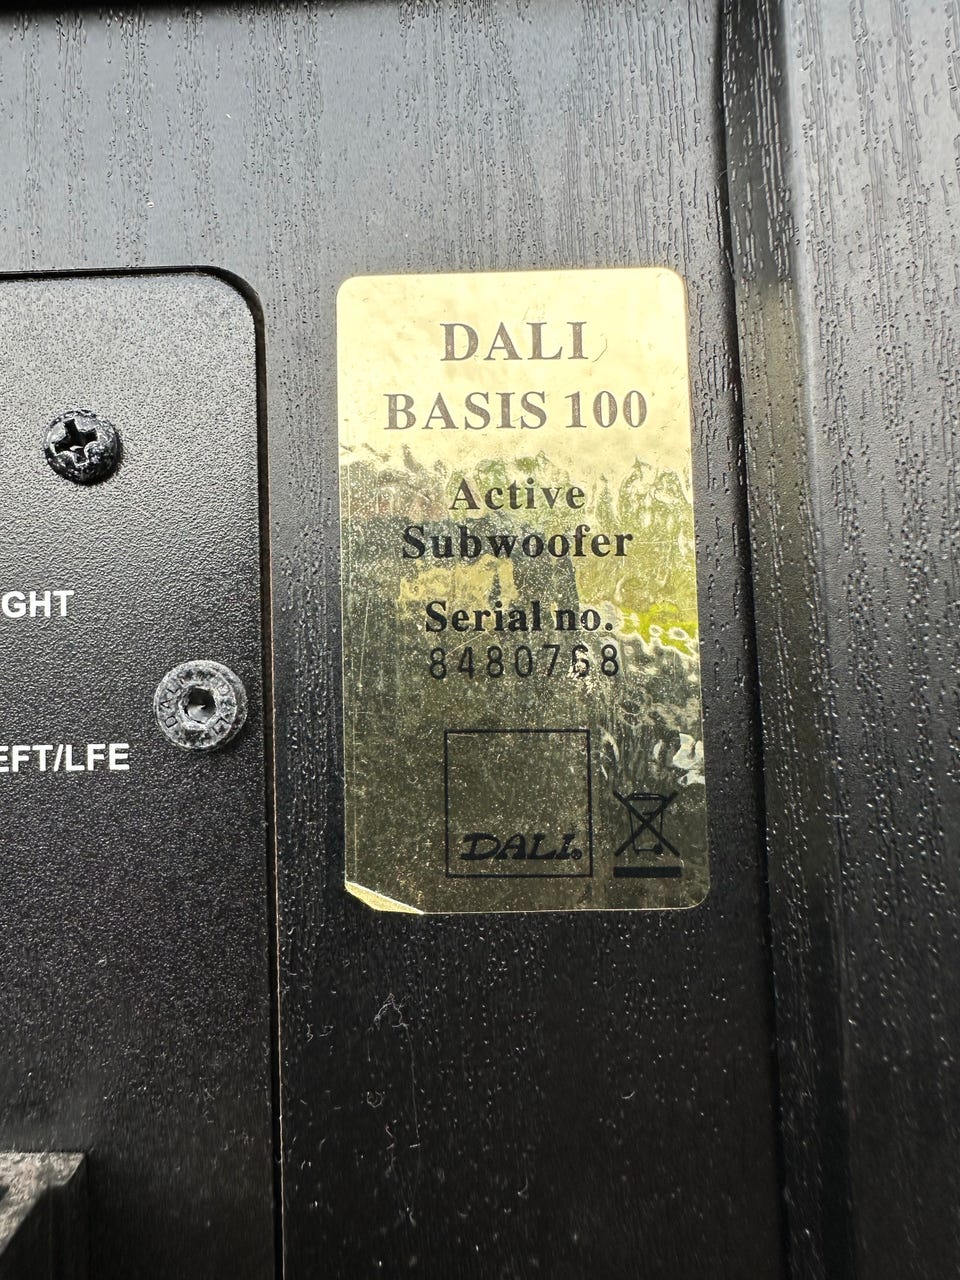 DALI
BASIS 100
Active
Subwoofer
Serial no.
8480768
DALI®
GHT
EFT/LFE